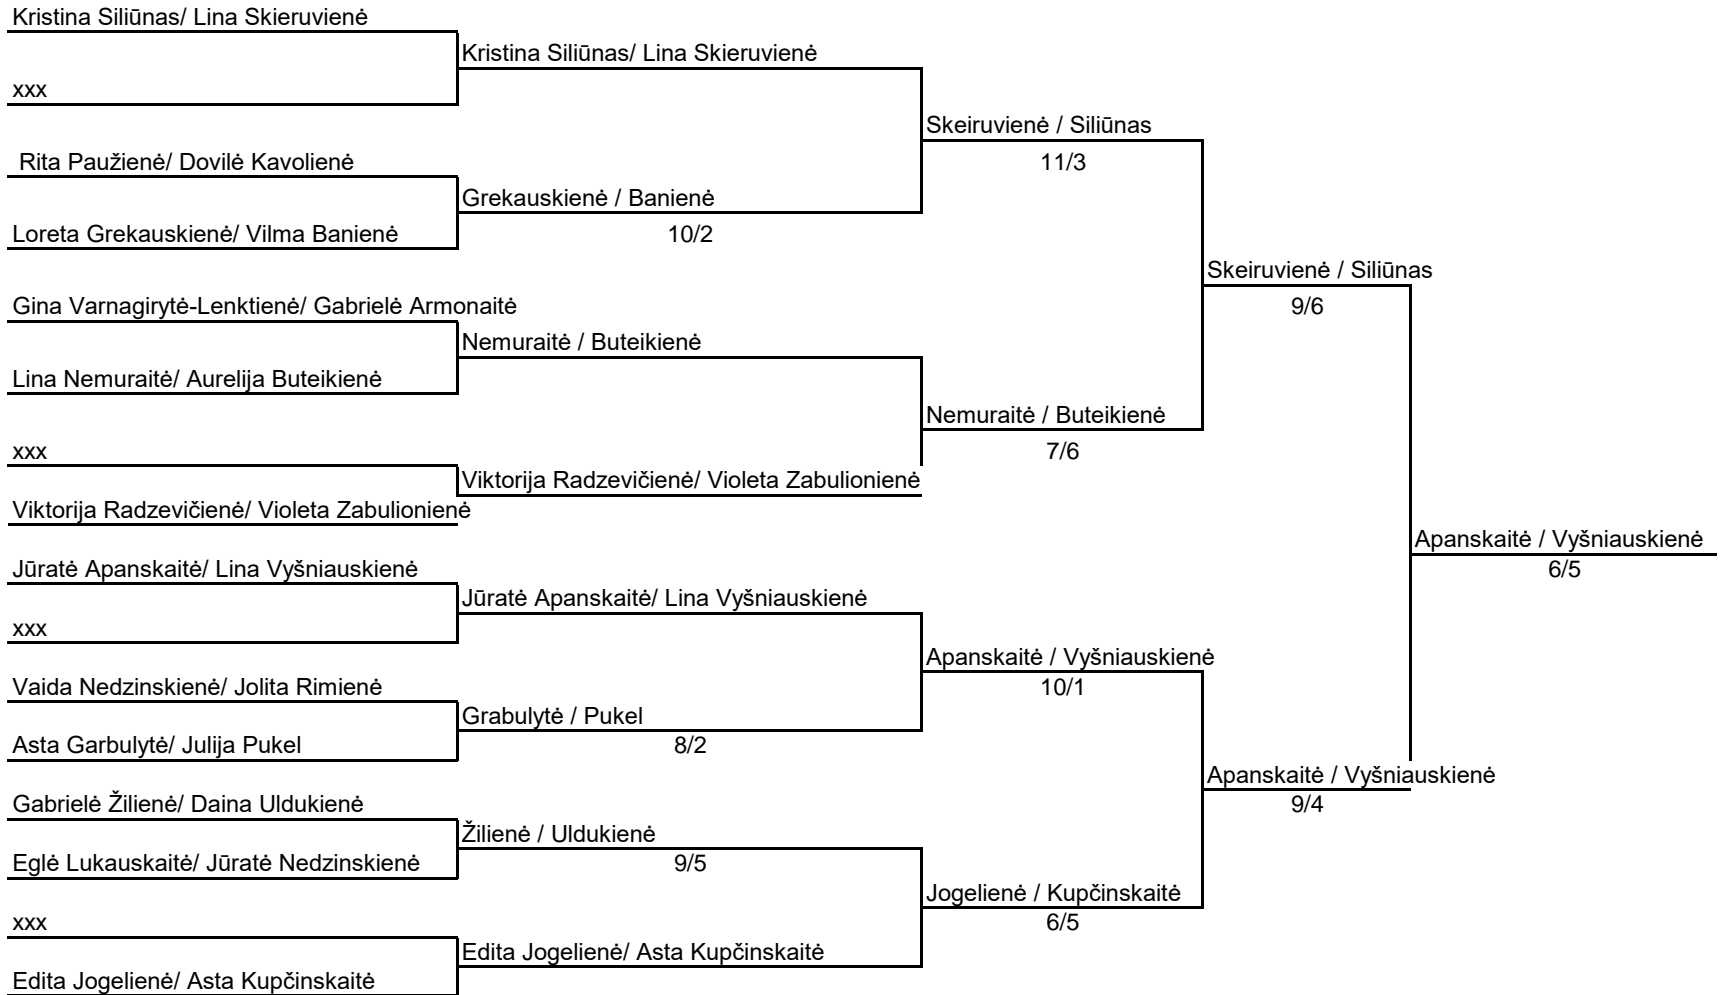 Kristina Siliūnas/ Lina Skieruvienė
Kristina Siliūnas/ Lina Skieruvienė
xxx
Skeiruvienė / Siliūnas
Rita Paužienė/ Dovilė Kavolienė
11/3
Grekauskienė / Banienė
Loreta Grekauskienė/ Vilma Banienė
10/2
Skeiruvienė / Siliūnas
Gina Varnagirytė-Lenktienė/ Gabrielė Armonaitė
9/6
Nemuraitė / Buteikienė
Lina Nemuraitė/ Aurelija Buteikienė
Nemuraitė / Buteikienė
xxx
7/6
Viktorija Radzevičienė/ Violeta Zabulionienė
Viktorija Radzevičienė/ Violeta Zabulionienė
Apanskaitė / Vyšniauskienė
Jūratė Apanskaitė/ Lina Vyšniauskienė
6/5
Jūratė Apanskaitė/ Lina Vyšniauskienė
xxx
Apanskaitė / Vyšniauskienė
Vaida Nedzinskienė/ Jolita Rimienė
10/1
Grabulytė / Pukel
Asta Garbulytė/ Julija Pukel
8/2
Apanskaitė / Vyšniauskienė
Gabrielė Žilienė/ Daina Uldukienė
9/4
Žilienė / Uldukienė
Eglė Lukauskaitė/ Jūratė Nedzinskienė
9/5
Jogelienė / Kupčinskaitė
xxx
6/5
Edita Jogelienė/ Asta Kupčinskaitė
Edita Jogelienė/ Asta Kupčinskaitė